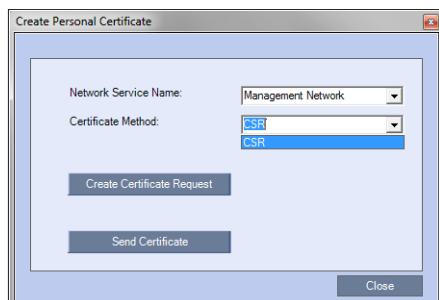 Create Personal Certificate
Network Service Name: Management Network
Certificate Method: CSR
CSR
Create Certificate Request
Send Certificate
Close